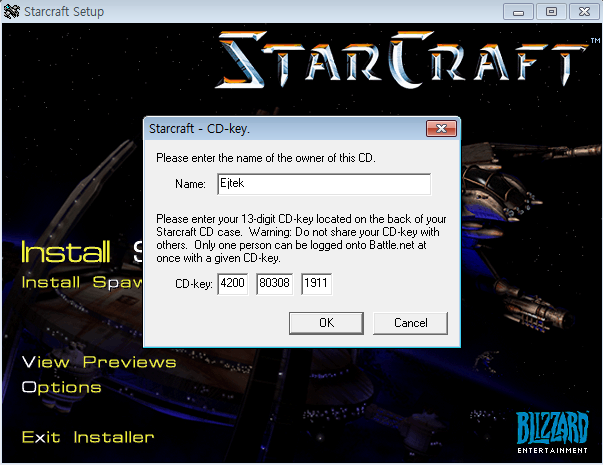 Starcraft Setup
STARCRAFT™
Starcraft - CD-key.
Please enter the name of the owner of this CD.
Name: Ejtek
Please enter your 13-digit CD-key located on the back of your
Starcraft CD case. Warning: Do not share your CD-key with
others. Only one person can be logged onto Battle.net at
once with a given CD-key.
CD-key: 4200 80308 1911
OK Cancel
Install S
Install Spaw
View Previews
Options
Exit Installer
BLIZZARD
ENTERTAINMENT